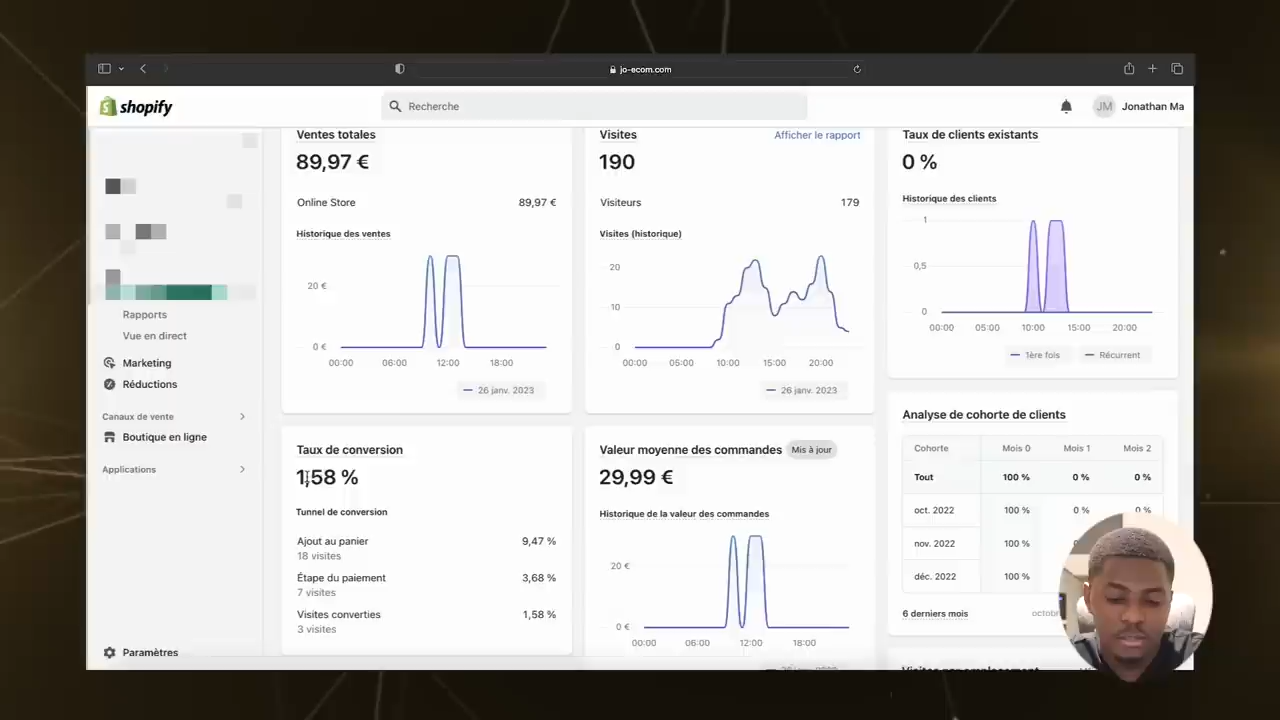 jo-ecom.com
shopify
Recherche
JM
Jonathan Ma
Rapports
Vue en direct
Marketing
Réductions
Canaux de vente
Boutique en ligne
Applications
Paramètres
Ventes totales
89,97 €
Online Store 89,97 €
Historique des ventes
20 €
0 €
00:00 06:00 12:00 18:00
26 janv. 2023
Visites Afficher le rapport
190
Visiteurs 179
Visites (historique)
20
10
0
00:00 05:00 10:00 15:00 20:00
26 janv. 2023
Taux de clients existants
0 %
Historique des clients
1
0,5
0
00:00 05:00 10:00 15:00 20:00
1ère fois Récurrent
Taux de conversion
1,58 %
Tunnel de conversion
Ajout au panier 9,47 %
18 visites
Étape du paiement 3,68 %
7 visites
Visites converties 1,58 %
3 visites
Valeur moyenne des commandes Mis à jour
29,99 €
Historique de la valeur des commandes
20 €
0 €
00:00 06:00 12:00 18:00
Analyse de cohorte de clients
Cohorte Mois 0 Mois 1 Mois 2
Tout 100 % 0 % 0 %
oct. 2022 100 % 0 % 0 %
nov. 2022 100 %
déc. 2022 100 %
6 derniers mois